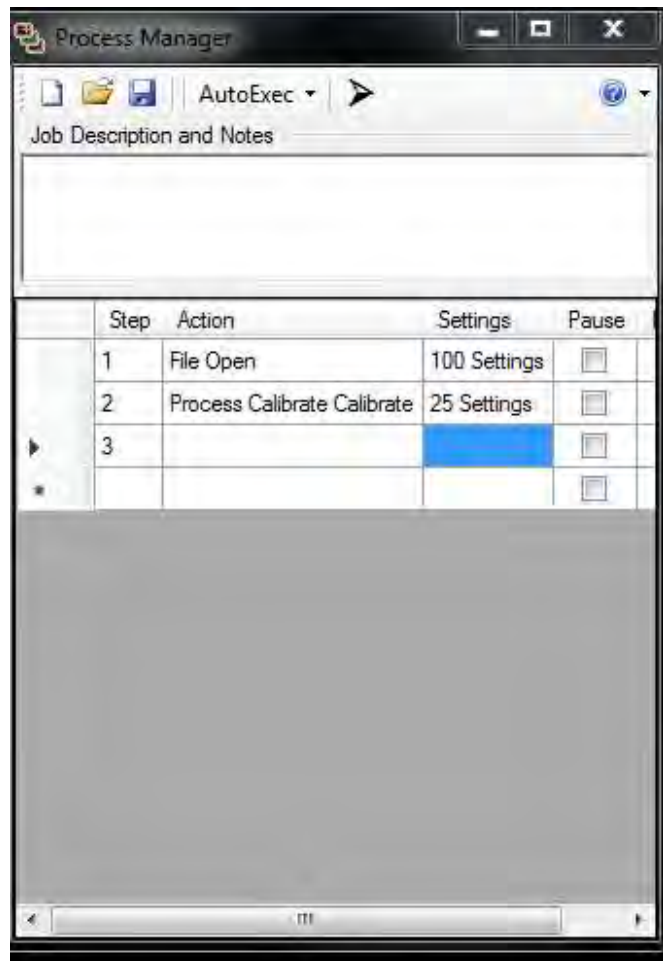 Process Manager
AutoExec
Job Description and Notes
Step Action Settings Pause
1 File Open 100 Settings
2 Process Calibrate Calibrate 25 Settings
3